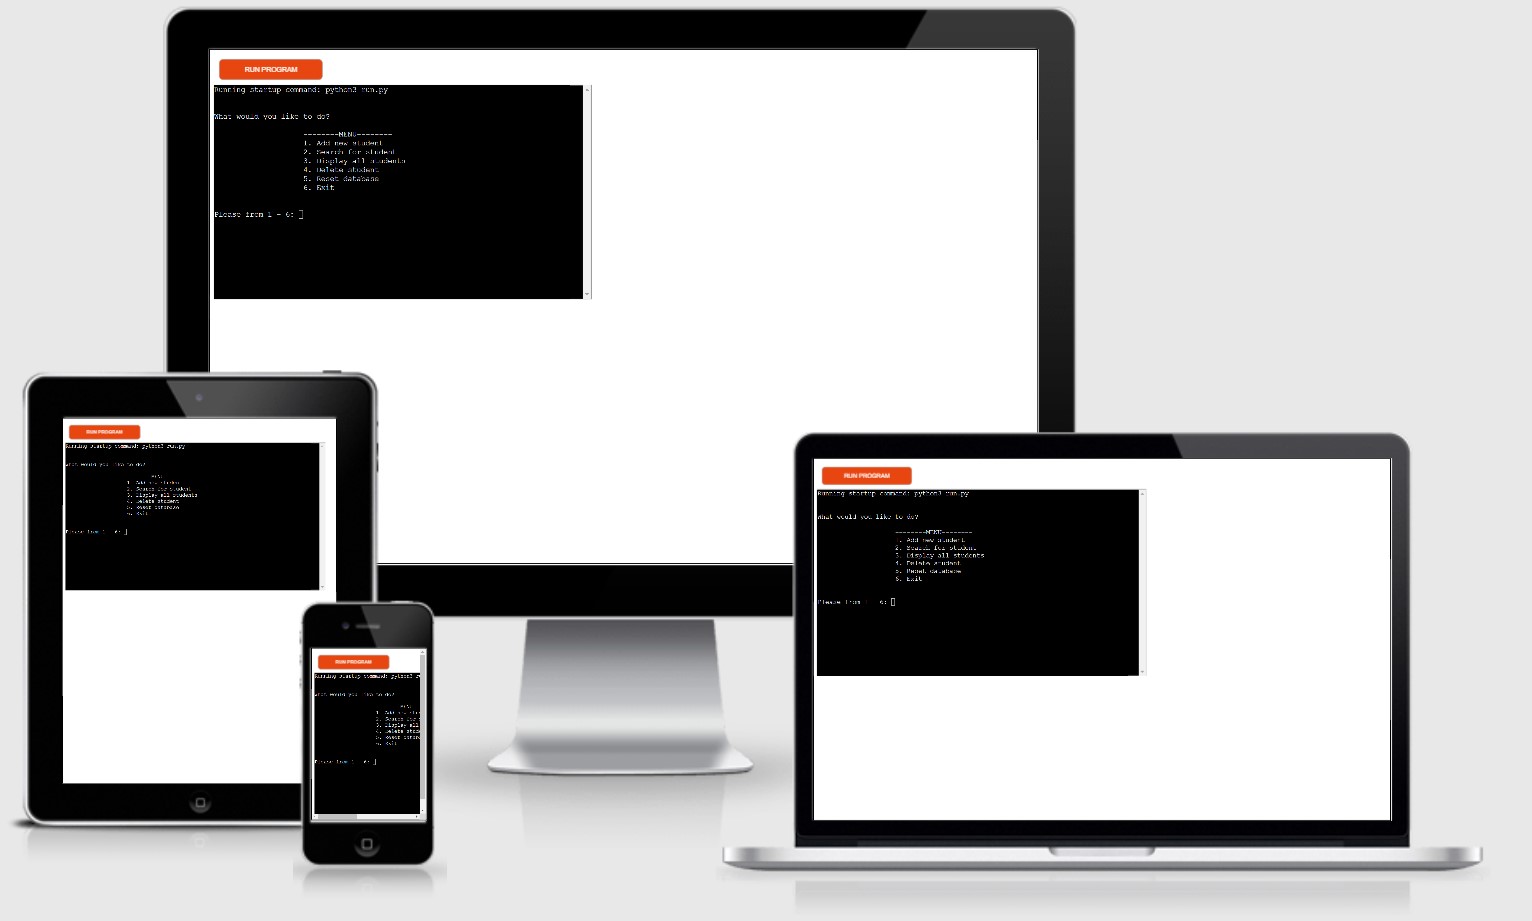 RUN PROGRAM
Running startup command: python3 run.py
What would you like to do?
--------MENU--------
1. Add new student
2. Search for student
3. Display all students
4. Delete student
5. Reset database
6. Exit
Please from 1 - 6:
RUN PROGRAM
Running startup command: python3 run.py
What would you like to do?
MENU
1. Add new student
2. Search for student
3. Display all students
4. Delete student
5. Reset database
6. Exit
Please from 1 - 6:
RUN PROGRAM
Running startup command: python3 r
What would you like to do?
MENU
1. Add new stu
2. Search for
3. Display all
4. Delete stude
5. Reset datab
6. Exit
Please from 1 - 6:
RUN PROGRAM
Running startup command: python3 run.py
What would you like to do?
--------MENU--------
1. Add new student
2. Search for student
3. Display all students
4. Delete student
5. Reset database
6. Exit
Please from 1 - 6: